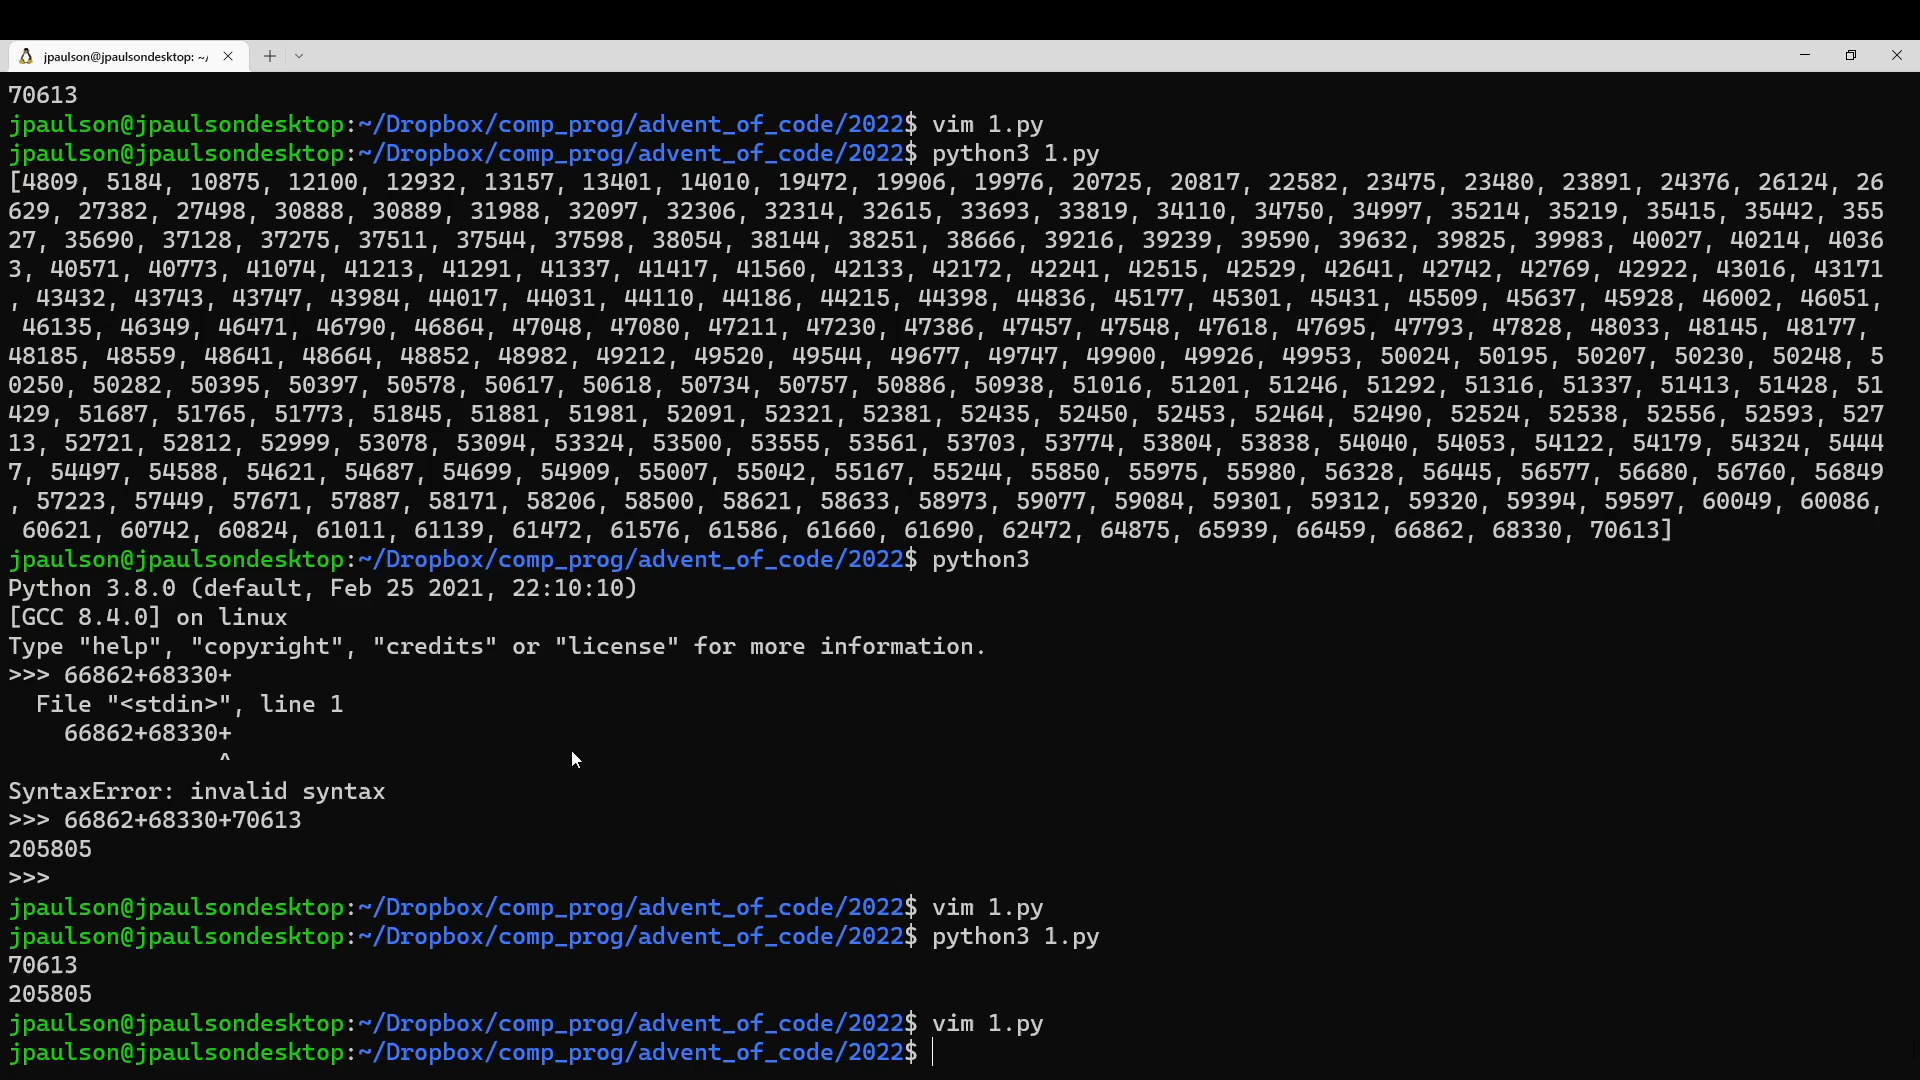 jpaulson@jpaulsondesktop: ~/
70613
jpaulson@jpaulsondesktop:~/Dropbox/comp_prog/advent_of_code/2022$ vim 1.py
jpaulson@jpaulsondesktop:~/Dropbox/comp_prog/advent_of_code/2022$ python3 1.py
[4809, 5184, 10875, 12100, 12932, 13157, 13401, 14010, 19472, 19906, 19976, 20725, 20817, 22582, 23475, 23480, 23891, 24376, 26124, 26
629, 27382, 27498, 30888, 30889, 31988, 32097, 32306, 32314, 32615, 33693, 33819, 34110, 34750, 34997, 35214, 35219, 35415, 35442, 355
27, 35690, 37128, 37275, 37511, 37544, 37598, 38054, 38144, 38251, 38666, 39216, 39239, 39590, 39632, 39825, 39983, 40027, 40214, 4036
3, 40571, 40773, 41074, 41213, 41291, 41337, 41417, 41560, 42133, 42172, 42241, 42515, 42529, 42641, 42742, 42769, 42922, 43016, 43171
, 43432, 43743, 43747, 43984, 44017, 44031, 44110, 44186, 44215, 44398, 44836, 45177, 45301, 45431, 45509, 45637, 45928, 46002, 46051,
46135, 46349, 46471, 46790, 46864, 47048, 47080, 47211, 47230, 47386, 47457, 47548, 47618, 47695, 47793, 47828, 48033, 48145, 48177,
48185, 48559, 48641, 48664, 48852, 48982, 49212, 49520, 49544, 49677, 49747, 49900, 49926, 49953, 50024, 50195, 50207, 50230, 50248, 5
0250, 50282, 50395, 50397, 50578, 50617, 50618, 50734, 50757, 50886, 50938, 51016, 51201, 51246, 51292, 51316, 51337, 51413, 51428, 51
429, 51687, 51765, 51773, 51845, 51881, 51981, 52091, 52321, 52381, 52435, 52450, 52453, 52464, 52490, 52524, 52538, 52556, 52593, 527
13, 52721, 52812, 52999, 53078, 53094, 53324, 53500, 53555, 53561, 53703, 53774, 53804, 53838, 54040, 54053, 54122, 54179, 54324, 5444
7, 54497, 54588, 54621, 54687, 54699, 54909, 55007, 55042, 55167, 55244, 55850, 55975, 55980, 56328, 56445, 56577, 56680, 56760, 56849
, 57223, 57449, 57671, 57887, 58171, 58206, 58500, 58621, 58633, 58973, 59077, 59084, 59301, 59312, 59320, 59394, 59597, 60049, 60086,
60621, 60742, 60824, 61011, 61139, 61472, 61576, 61586, 61660, 61690, 62472, 64875, 65939, 66459, 66862, 68330, 70613]
jpaulson@jpaulsondesktop:~/Dropbox/comp_prog/advent_of_code/2022$ python3
Python 3.8.0 (default, Feb 25 2021, 22:10:10)
[GCC 8.4.0] on linux
Type "help", "copyright", "credits" or "license" for more information.
>>> 66862+68330+
  File "<stdin>", line 1
    66862+68330+
               ^
SyntaxError: invalid syntax
>>> 66862+68330+70613
205805
>>>
jpaulson@jpaulsondesktop:~/Dropbox/comp_prog/advent_of_code/2022$ vim 1.py
jpaulson@jpaulsondesktop:~/Dropbox/comp_prog/advent_of_code/2022$ python3 1.py
70613
205805
jpaulson@jpaulsondesktop:~/Dropbox/comp_prog/advent_of_code/2022$ vim 1.py
jpaulson@jpaulsondesktop:~/Dropbox/comp_prog/advent_of_code/2022$